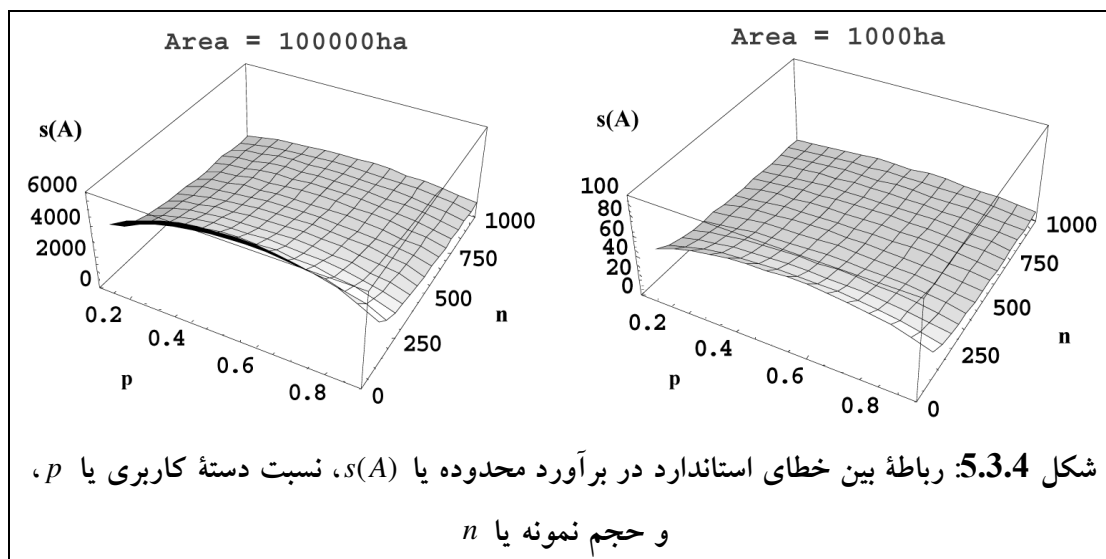 Area = 100000ha
s(A)
6000
4000
2000
0
0.2
0.4
0.6
0.8
p
0
250
500
750
1000
n
Area = 1000ha
s(A)
100
80
60
40
20
0
0.2
0.4
0.6
0.8
p
0
250
500
750
1000
n
شکل 5.3.4: رباطۀ بین خطای استاندارد در برآورد محدوده یا s(A)، نسبت دستۀ کاربری یا p،
و حجم نمونه یا n